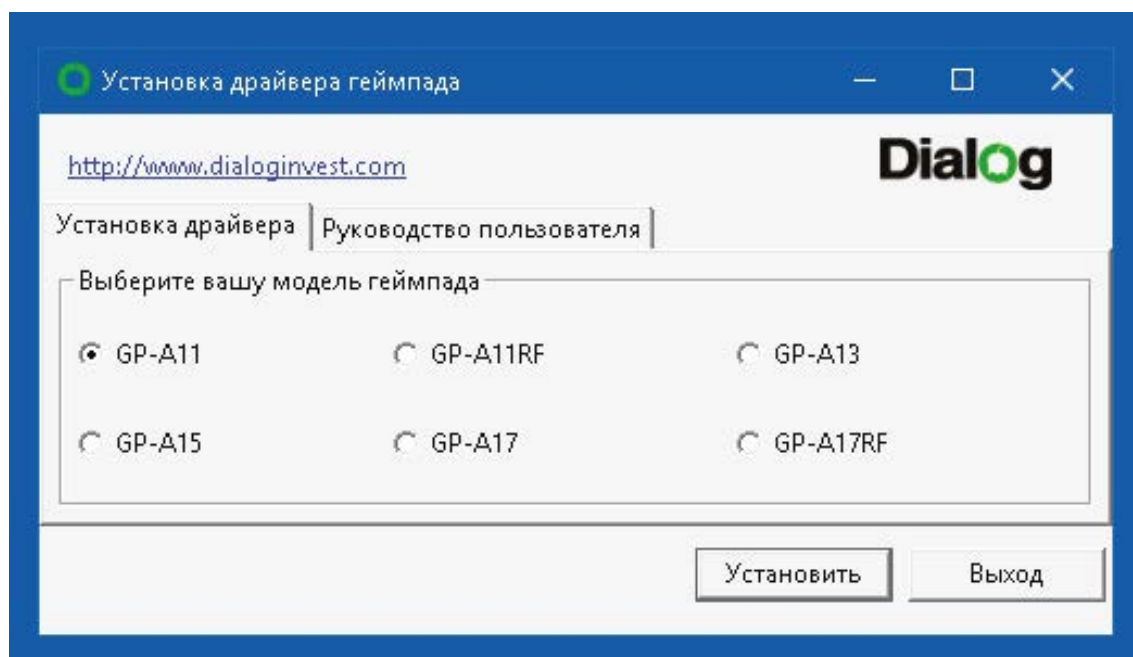 Установка драйвера геймпада
http://www.dialoginvest.com
Dialog
Установка драйвера Руководство пользователя
Выберите вашу модель геймпада
GP-A11 GP-A11RF GP-A13
GP-A15 GP-A17 GP-A17RF
Установить Выход